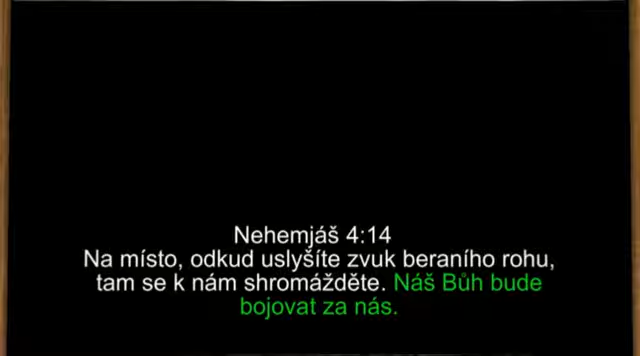 Nehemjáš 4:14
Na místo, odkud uslyšíte zvuk beraního rohu,
tam se k nám shromážděte. Náš Bůh bude
bojovat za nás.